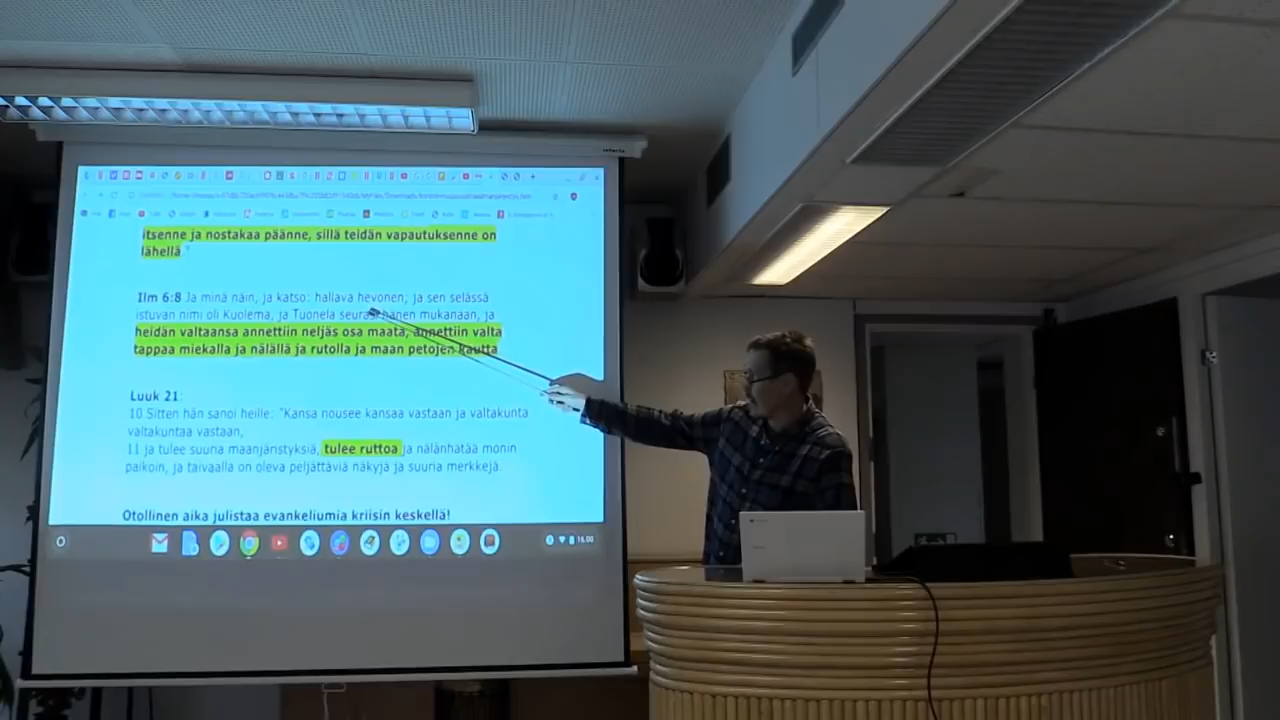 itsenne ja nostakaa päänne, sillä teidän vapautuksenne on
lähellä."
Ilm 6:8 Ja minä näin, ja katso: hallava hevonen; ja sen selässä
istuvan nimi oli Kuolema, ja Tuonela seurasi hänen mukanaan, ja
heidän valtaansa annettiin neljäs osa maata, annettiin valta
tappaa miekalla ja nälällä ja rutolla ja maan petojen kautta
Luuk 21:
10 Sitten hän sanoi heille: "Kansa nousee kansaa vastaan ja valtakunta
valtakuntaa vastaan,
11 ja tulee suuria maanjäristyksiä, tulee ruttoa ja nälänhätää monin
paikoin, ja taivaalla on oleva peljättäviä näkyjä ja suuria merkkejä.
Otollinen aika julistaa evankeliumia kriisin keskellä!
16.00